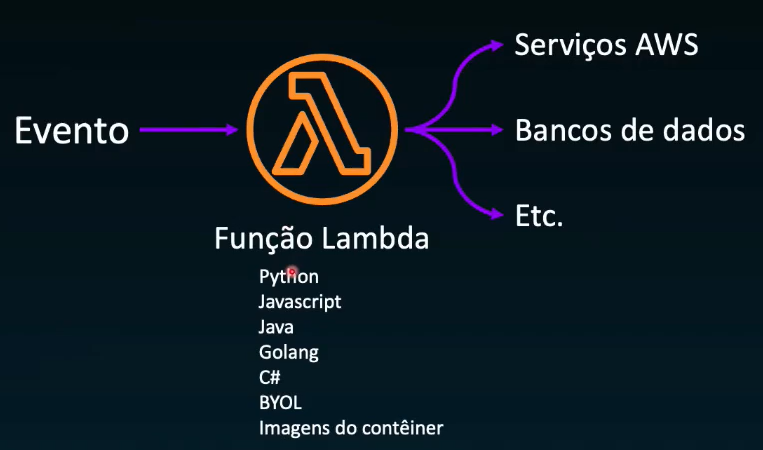 Evento
Serviços AWS
Bancos de dados
Etc.
Função Lambda
Python
Javascript
Java
Golang
C#
BYOL
Imagens do contêiner